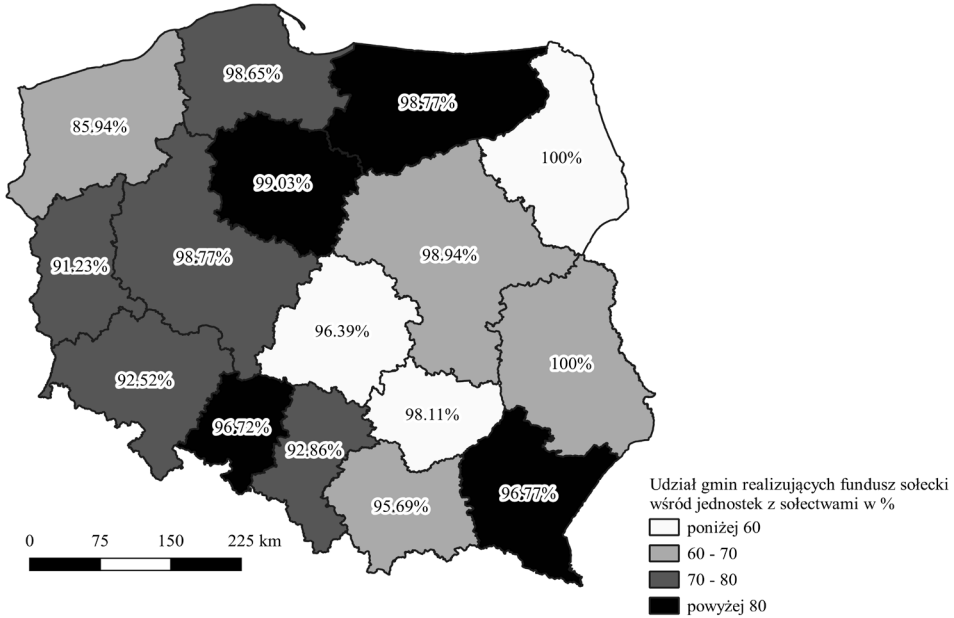 98.65%
98.77%
85.94%
100%
99.03%
98.94%
98.77%
91.23%
96.39%
100%
92.52%
98.11%
96.72%
92.86%
96.77%
95.69%
Udział gmin realizujących fundusz sołecki
wśród jednostek z sołectwami w %
poniżej 60
60 - 70
70 - 80
powyżej 80
0 75 150 225 km